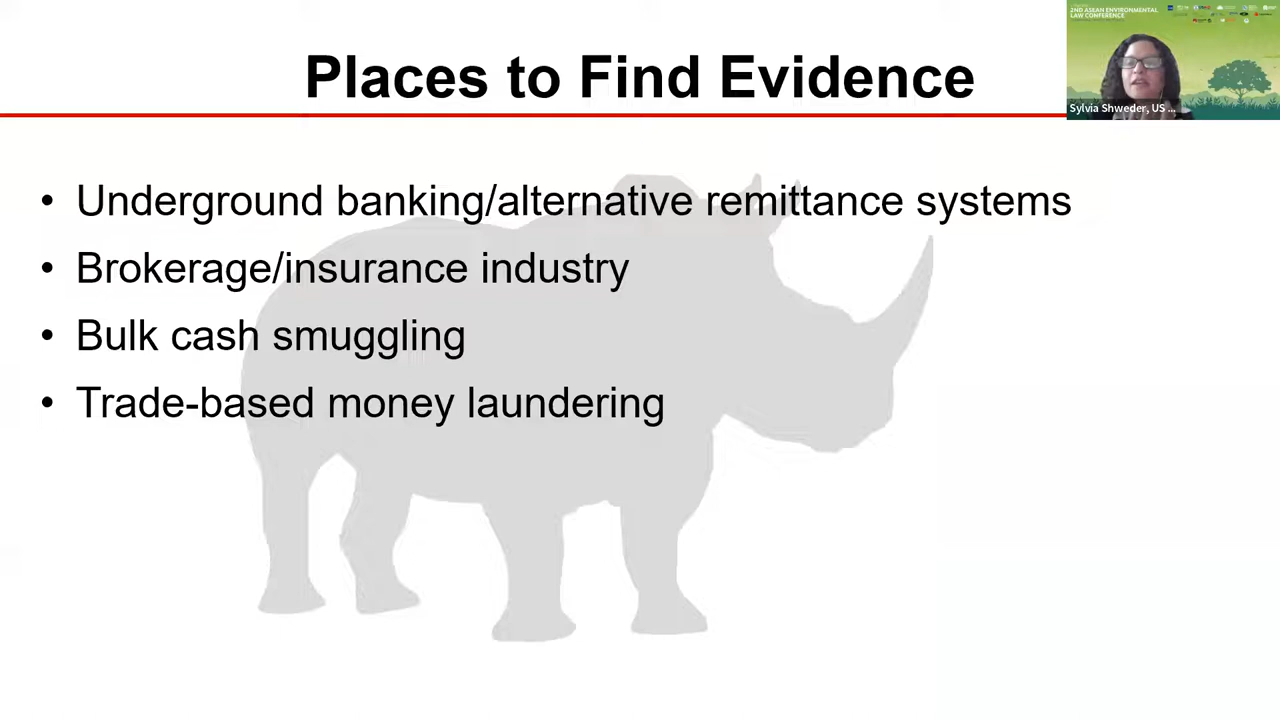 Places to Find Evidence
2ND ASEAN ENVIRONMENTAL
LAW CONFERENCE
Sylvia Shweder, US ...
• Underground banking/alternative remittance systems
• Brokerage/insurance industry
• Bulk cash smuggling
• Trade-based money laundering